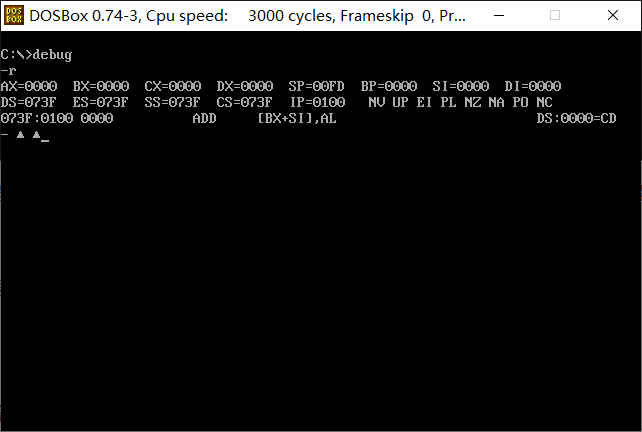 DOS BOX DOSBox 0.74-3, Cpu speed: 3000 cycles, Frameskip 0, Pr...
C:\>debug
-r
AX=0000 BX=0000 CX=0000 DX=0000 SP=00FD BP=0000 SI=0000 DI=0000
DS=073F ES=073F SS=073F CS=073F IP=0100 NV UP EI PL NZ NA PO NC
073F:0100 0000 ADD [BX+SI],AL DS:0000=CD
- ▲ ▲_